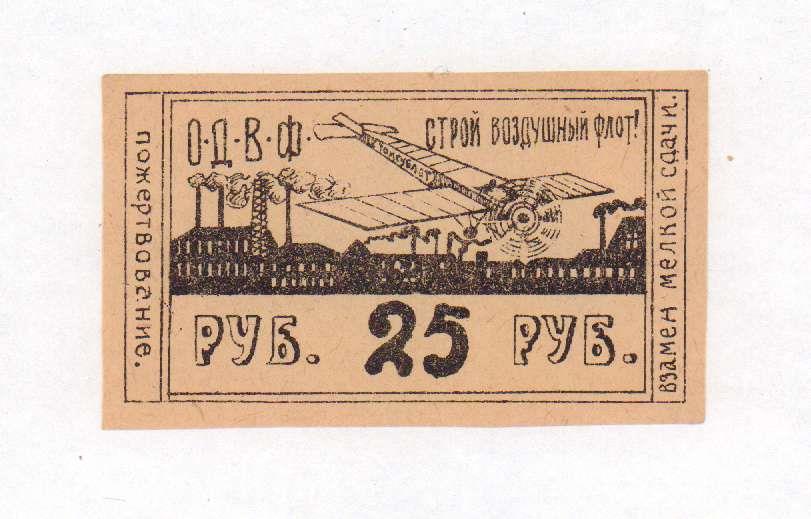 О·Д·В·Ф·
СТРОЙ ВОЗДУШНЫЙ ФЛОТ!
пожертвование.
взамен мелкой сдачи.
РУБ. 25 РУБ.